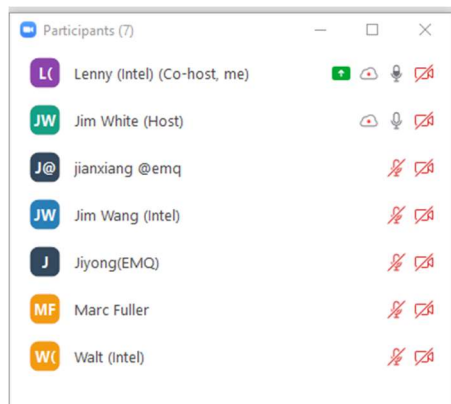 Participants (7)
L( Lenny (Intel) (Co-host, me)
JW Jim White (Host)
J@ jianxiang @emq
JW Jim Wang (Intel)
J Jiyong(EMQ)
MF Marc Fuller
W( Walt (Intel)